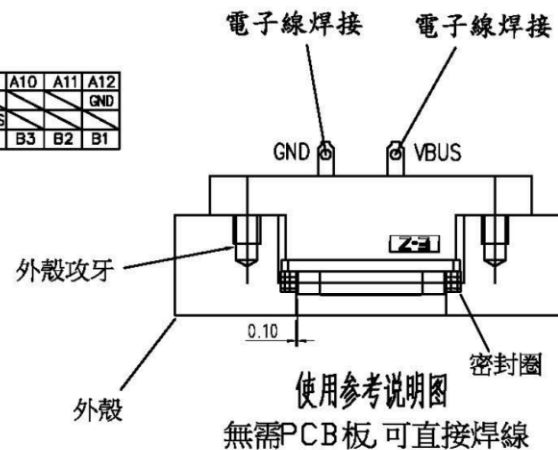 電子線焊接 電子線焊接
A10 A11 A12
GND
B3 B2 B1
GND VBUS
E-Z
外殼攻牙
0.10
密封圈
外殼
使用参考说明图
無需PCB板,可直接焊線